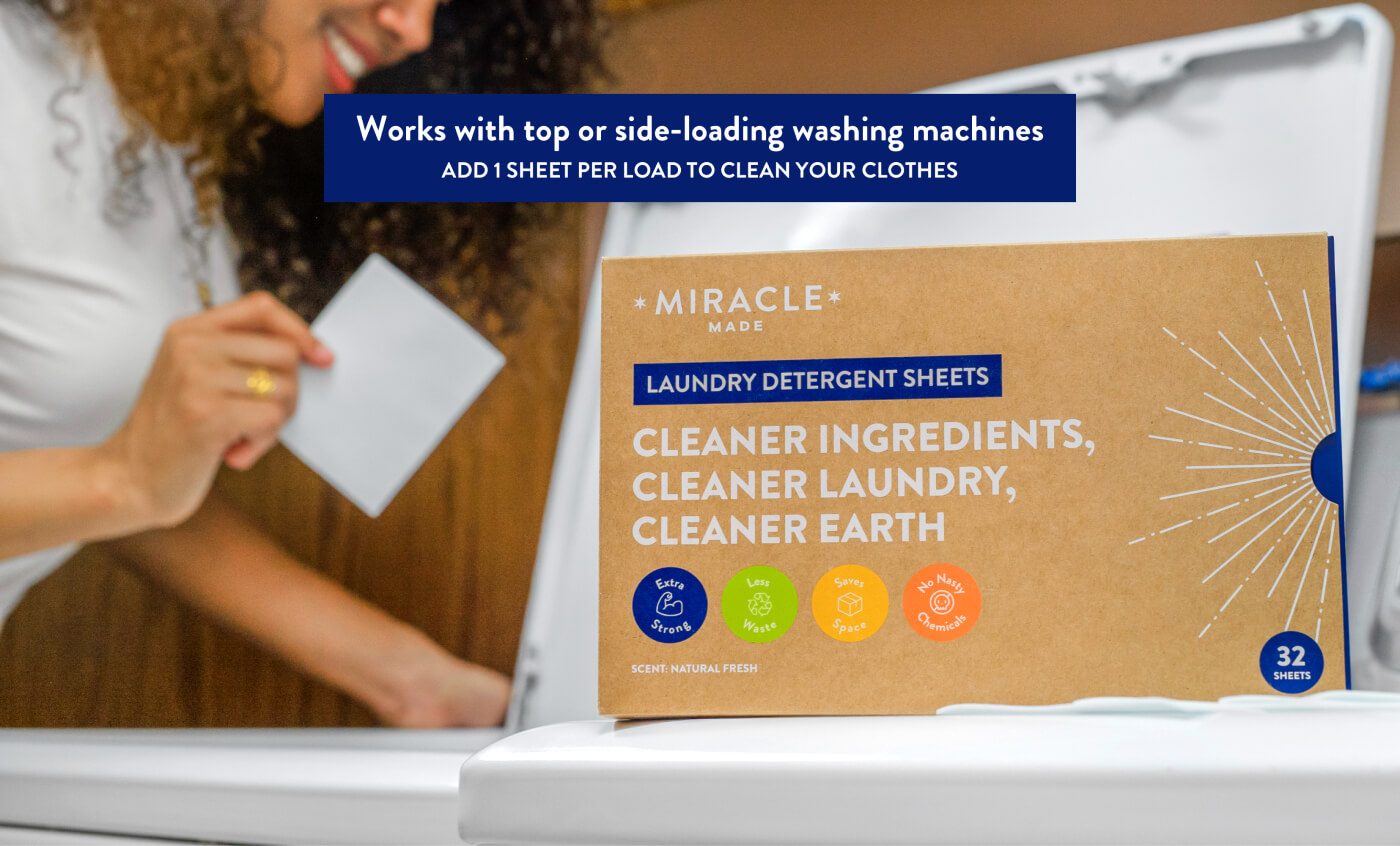 Works with top or side-loading washing machines
ADD 1 SHEET PER LOAD TO CLEAN YOUR CLOTHES
*MIRACLE*
MADE
LAUNDRY DETERGENT SHEETS
CLEANER INGREDIENTS,
CLEANER LAUNDRY,
CLEANER EARTH
Extra
Strong
Less
Waste
Saves
Space
No Nasty
Chemicals
SCENT: NATURAL FRESH
32
SHEETS